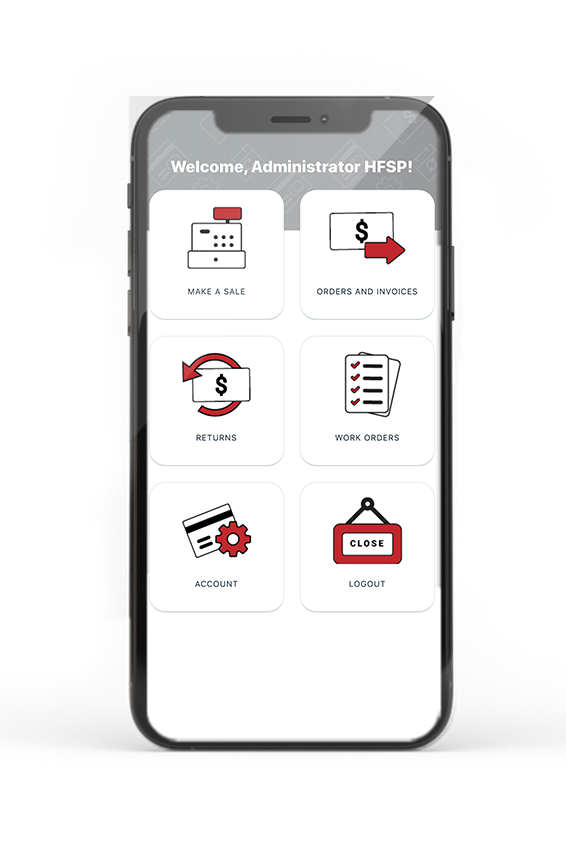 Welcome, Administrator HFSP!
MAKE A SALE
$
ORDERS AND INVOICES
$
RETURNS
WORK ORDERS
ACCOUNT
CLOSE
LOGOUT